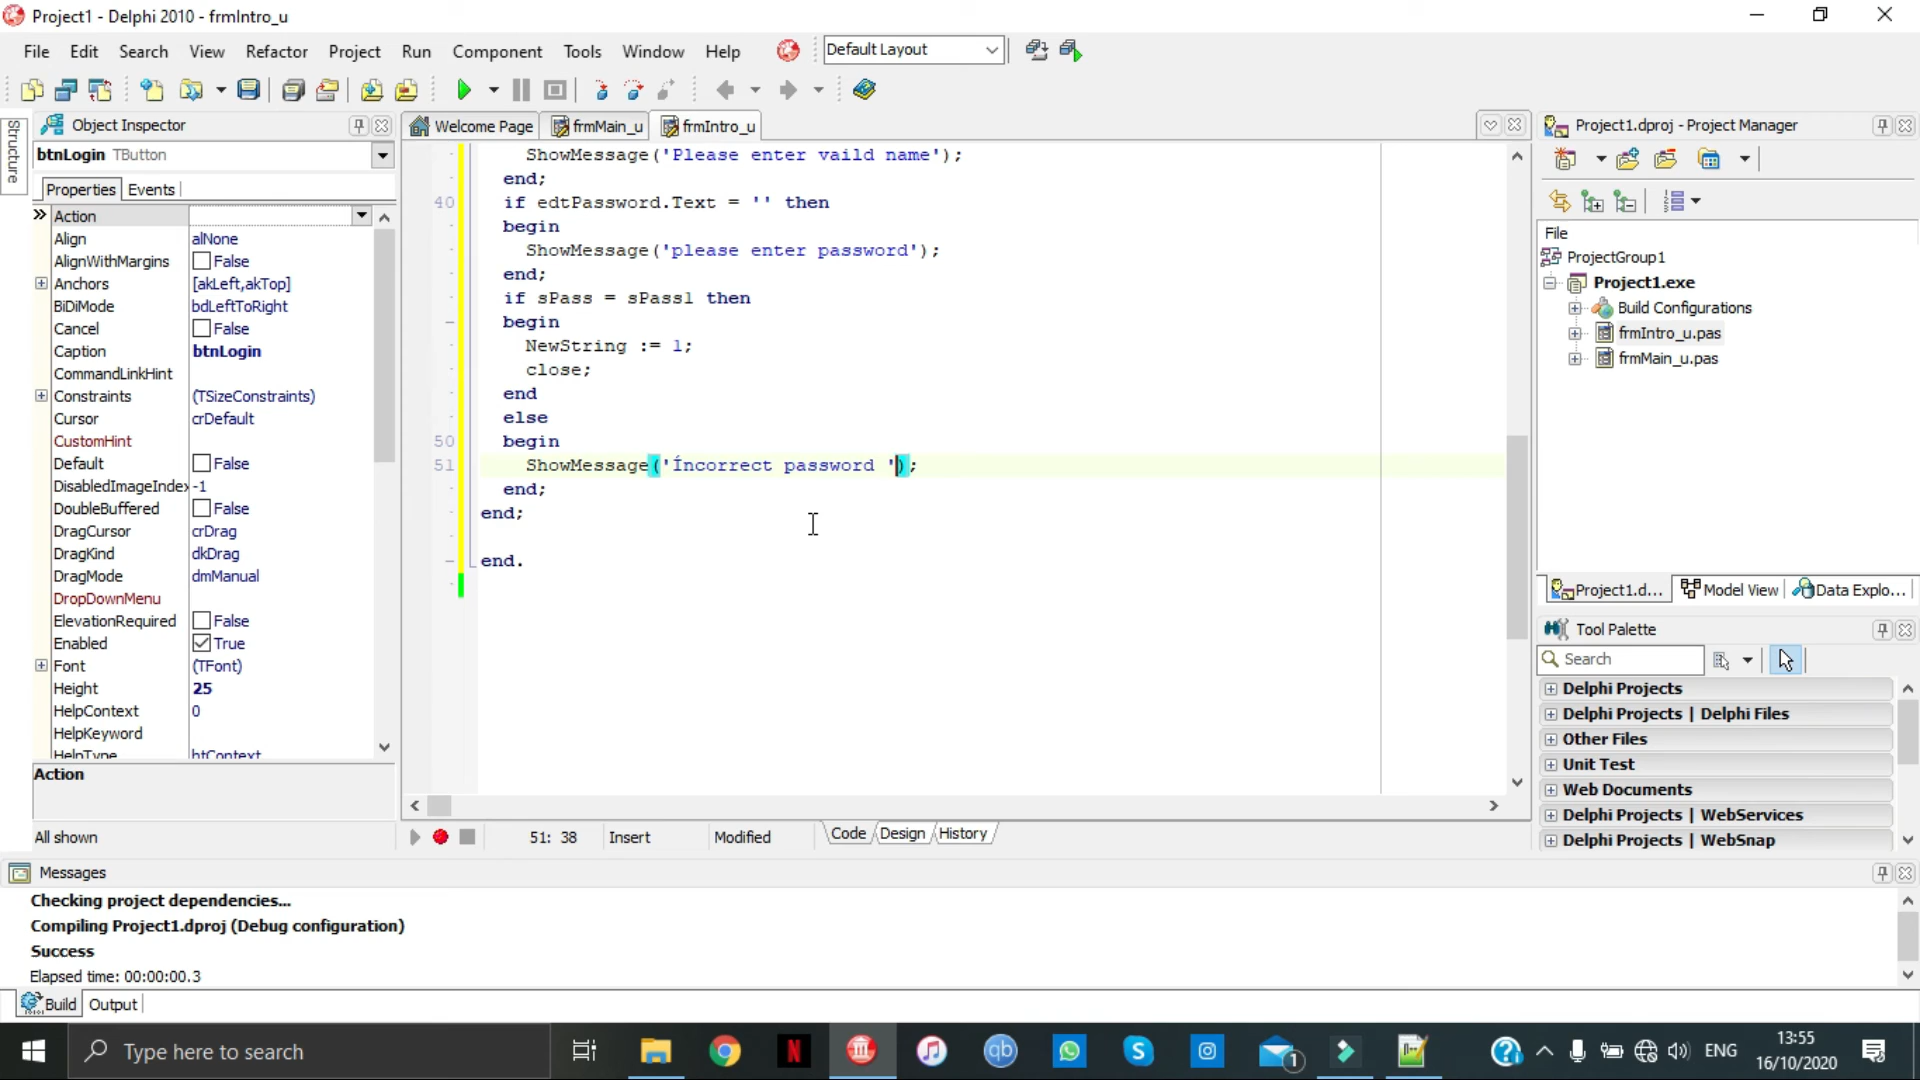 Project1 - Delphi 2010 - frmIntro_u
File Edit Search View Refactor Project Run Component Tools Window Help Default Layout
Structure
Object Inspector
btnLogin TButton
Properties Events
Action
Align alNone
AlignWithMargins False
Anchors [akLeft,akTop]
BiDiMode bdLeftToRight
Cancel False
Caption btnLogin
CommandLinkHint
Constraints (TSizeConstraints)
Cursor crDefault
CustomHint
Default False
DisabledImageIndex -1
DoubleBuffered False
DragCursor crDrag
DragKind dkDrag
DragMode dmManual
DropDownMenu
ElevationRequired False
Enabled True
Font (TFont)
Height 25
HelpContext 0
HelpKeyword
HelpType htContext
Action
All shown
Welcome Page frmMain_u frmIntro_u
ShowMessage('Please enter vaild name');
end;
40 if edtPassword.Text = '' then
begin
ShowMessage('please enter password');
end;
if sPass = sPass1 then
begin
NewString := 1;
close;
end
else
50 begin
51 ShowMessage('Íncorrect password ');
end;
end;
end.
51: 38 Insert Modified Code Design History
Project1.dproj - Project Manager
File
ProjectGroup1
Project1.exe
Build Configurations
frmIntro_u.pas
frmMain_u.pas
Project1.d... Model View Data Explo...
Tool Palette
Search
Delphi Projects
Delphi Projects | Delphi Files
Other Files
Unit Test
Web Documents
Delphi Projects | WebServices
Delphi Projects | WebSnap
Messages
Checking project dependencies...
Compiling Project1.dproj (Debug configuration)
Success
Elapsed time: 00:00:00.3
Build Output
Type here to search
N
qb
S
1
ENG
13:55
16/10/2020